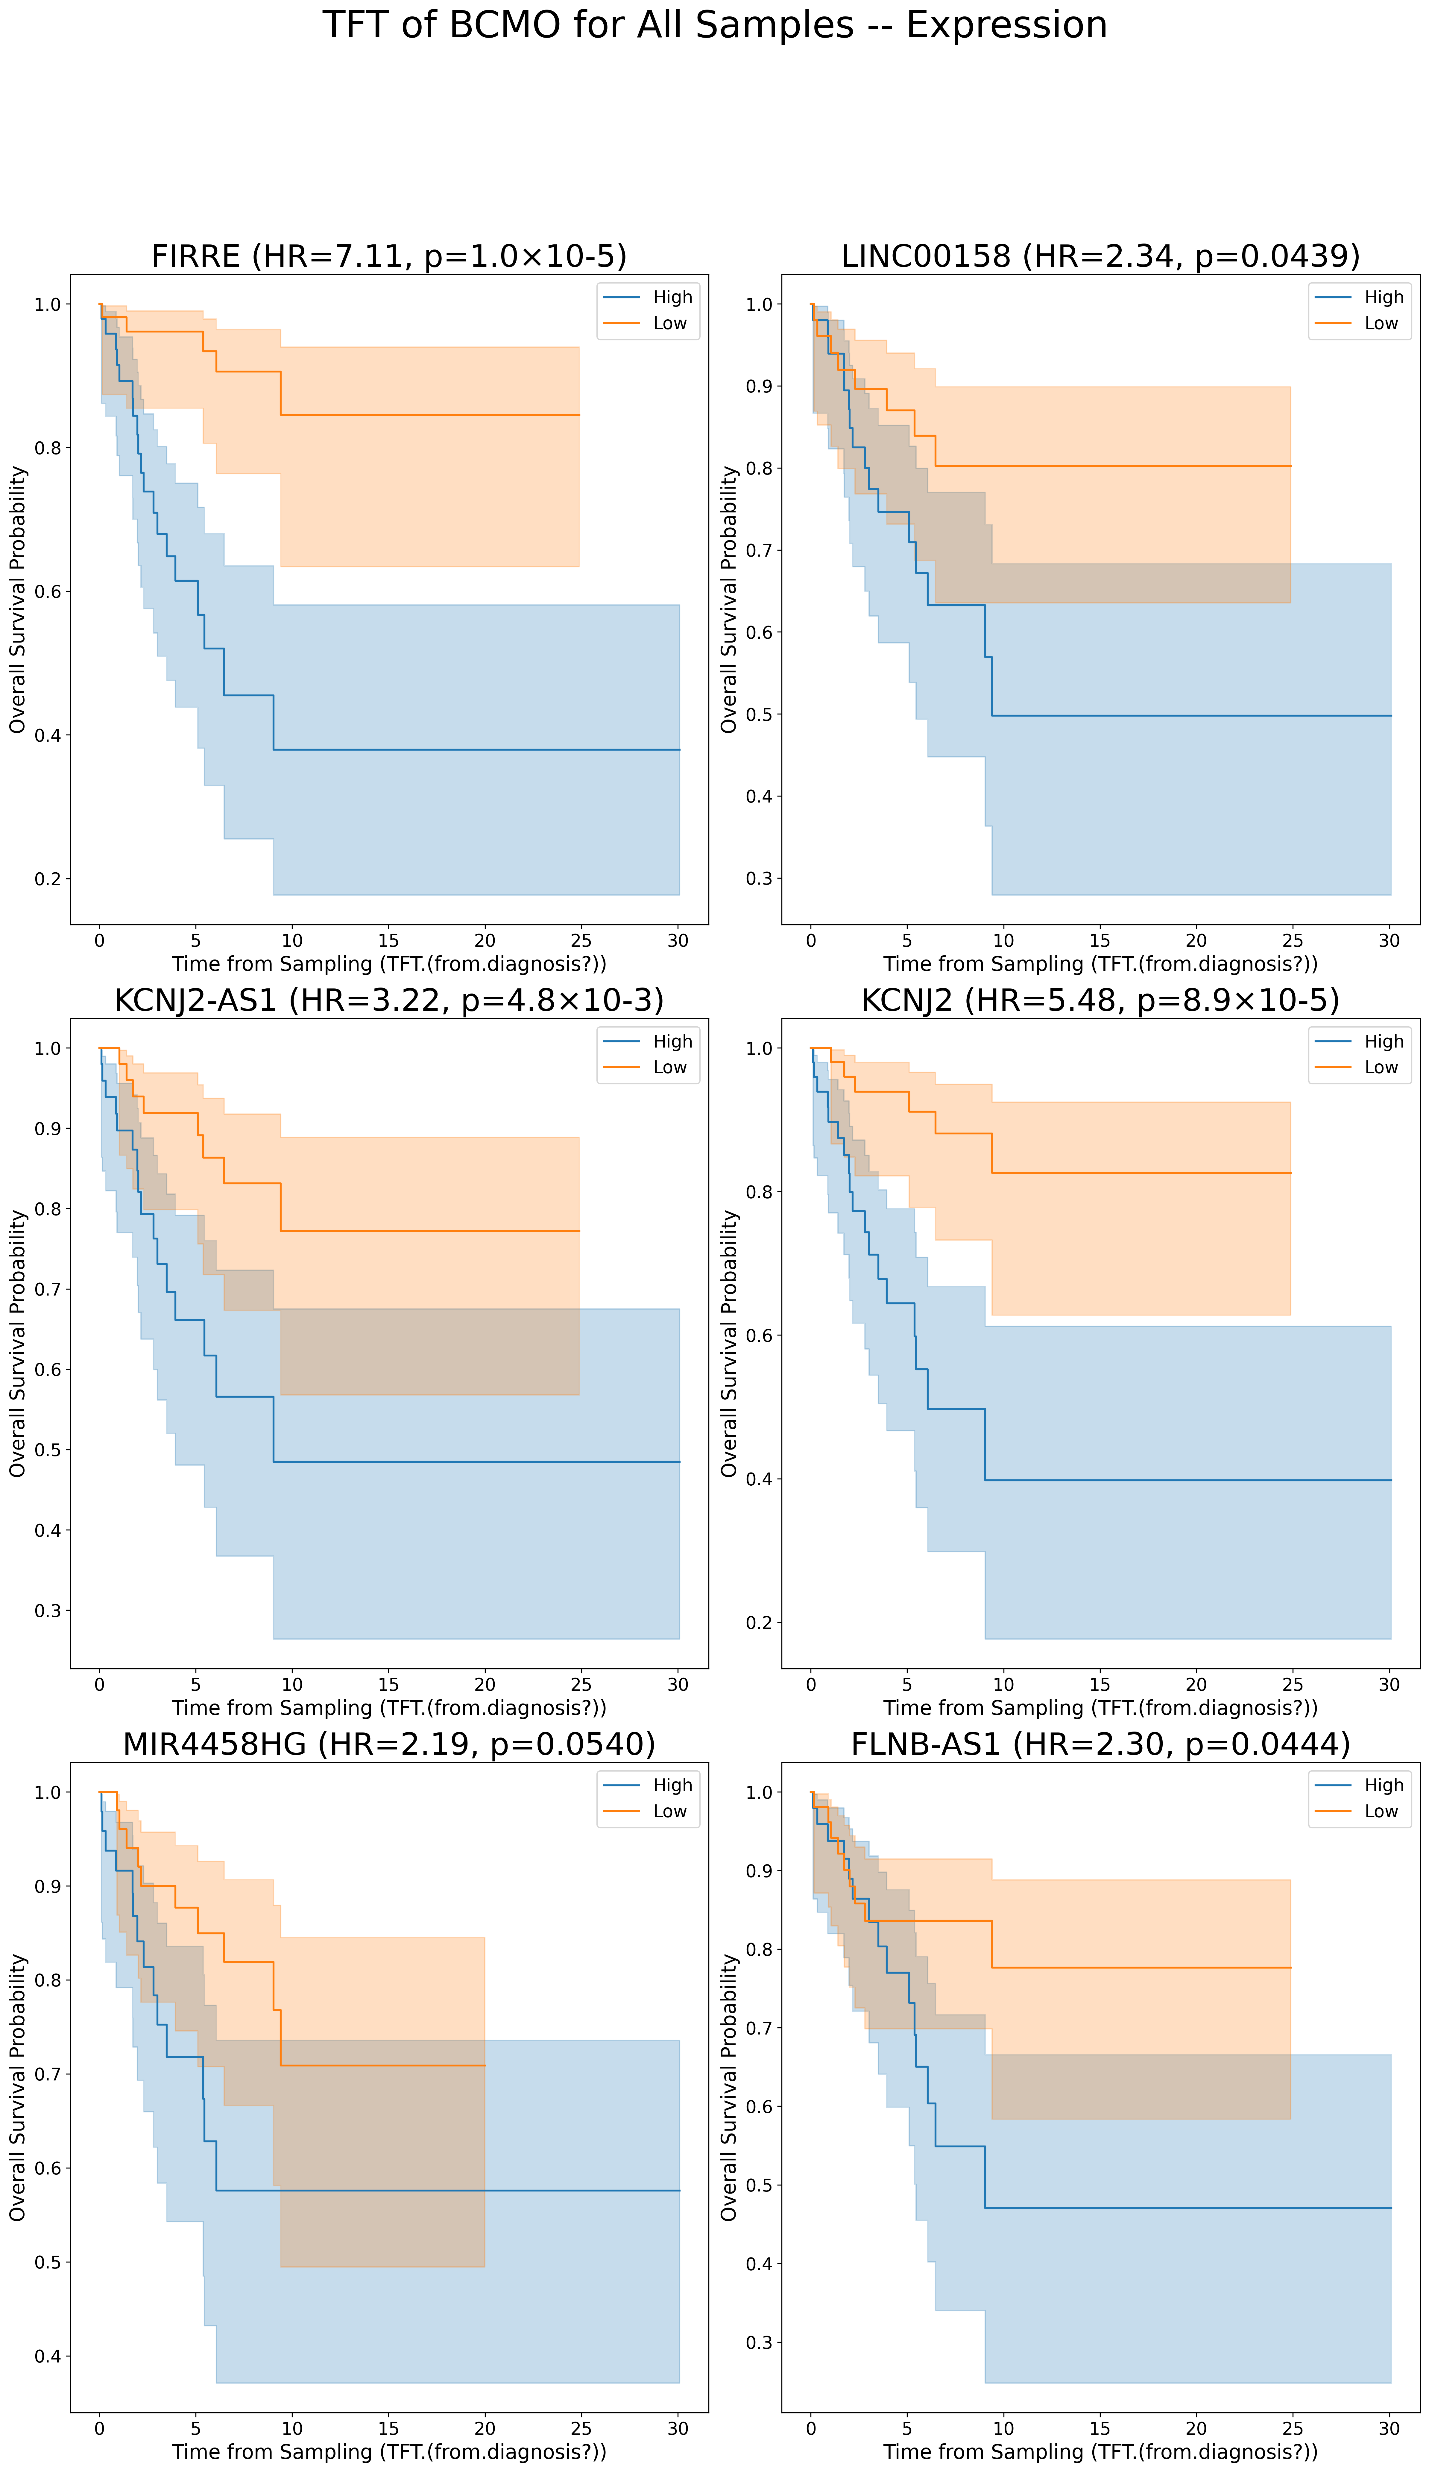 TFT of BCMO for All Samples -- Expression
FIRRE (HR=7.11, p=1.0×10-5)
High
Low
1.0
0.8
0.6
0.4
0.2
Overall Survival Probability
0 5 10 15 20 25 30
Time from Sampling (TFT.(from.diagnosis?))
LINC00158 (HR=2.34, p=0.0439)
High
Low
1.0
0.9
0.8
0.7
0.6
0.5
0.4
0.3
Overall Survival Probability
0 5 10 15 20 25 30
Time from Sampling (TFT.(from.diagnosis?))
KCNJ2-AS1 (HR=3.22, p=4.8×10-3)
High
Low
1.0
0.9
0.8
0.7
0.6
0.5
0.4
0.3
Overall Survival Probability
0 5 10 15 20 25 30
Time from Sampling (TFT.(from.diagnosis?))
KCNJ2 (HR=5.48, p=8.9×10-5)
High
Low
1.0
0.8
0.6
0.4
0.2
Overall Survival Probability
0 5 10 15 20 25 30
Time from Sampling (TFT.(from.diagnosis?))
MIR4458HG (HR=2.19, p=0.0540)
High
Low
1.0
0.9
0.8
0.7
0.6
0.5
0.4
Overall Survival Probability
0 5 10 15 20 25 30
Time from Sampling (TFT.(from.diagnosis?))
FLNB-AS1 (HR=2.30, p=0.0444)
High
Low
1.0
0.9
0.8
0.7
0.6
0.5
0.4
0.3
Overall Survival Probability
0 5 10 15 20 25 30
Time from Sampling (TFT.(from.diagnosis?))